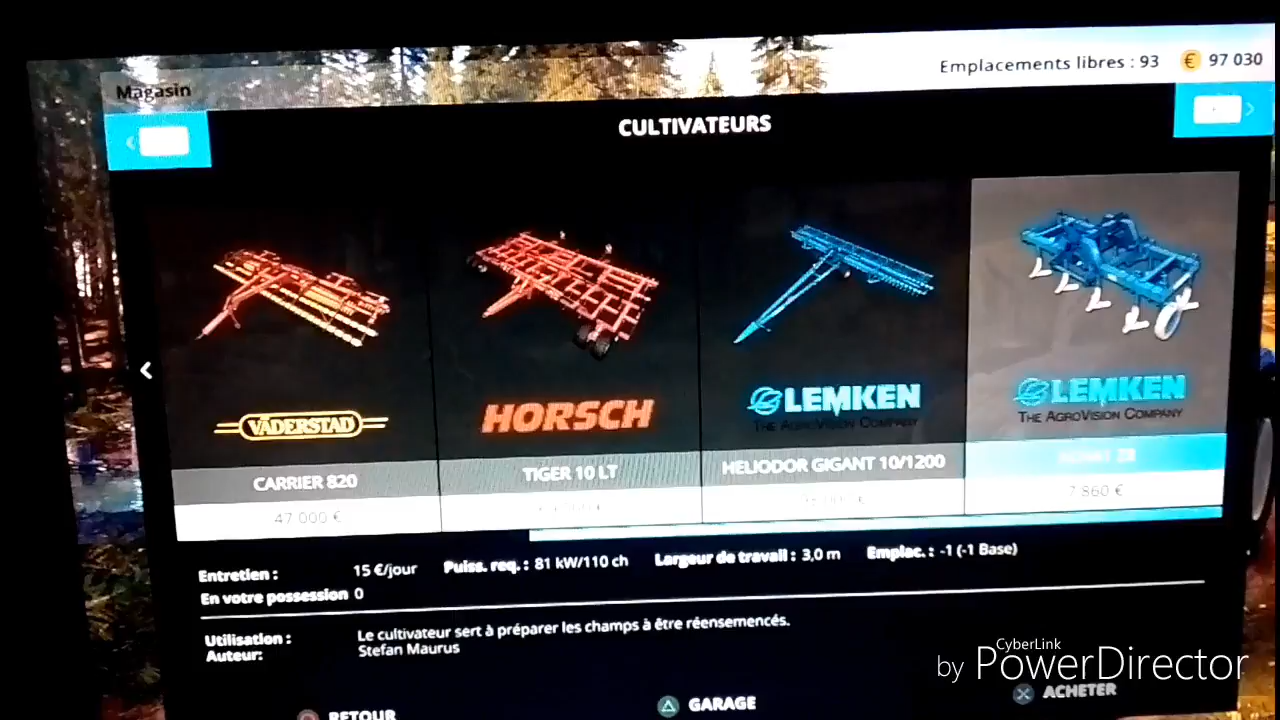 Magasin
Emplacements libres : 93 € 97 030
CULTIVATEURS
VÄDERSTAD
HORSCH
LEMKEN
THE AGROVISION COMPANY
LEMKEN
THE AGROVISION COMPANY
CARRIER 820
TIGER 10 LT
HELIODOR GIGANT 10/1200
47 000 €
7 860 €
Entretien : 15 €/jour Puiss. req. : 81 kW/110 ch Largeur de travail : 3,0 m Emplac. : -1 (-1 Base)
En votre possession 0
Utilisation : Le cultivateur sert à préparer les champs à être réensemencés.
Auteur: Stefan Maurus
RETOUR
GARAGE
ACHETER
by CyberLink PowerDirector